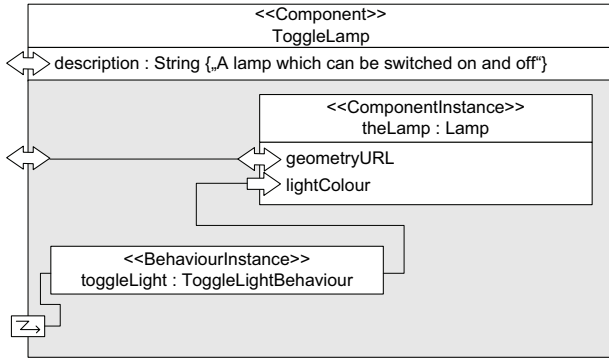 <<Component>>
ToggleLamp
description : String {„A lamp which can be switched on and off“}
<<ComponentInstance>>
theLamp : Lamp
geometryURL
lightColour
<<BehaviourInstance>>
toggleLight : ToggleLightBehaviour